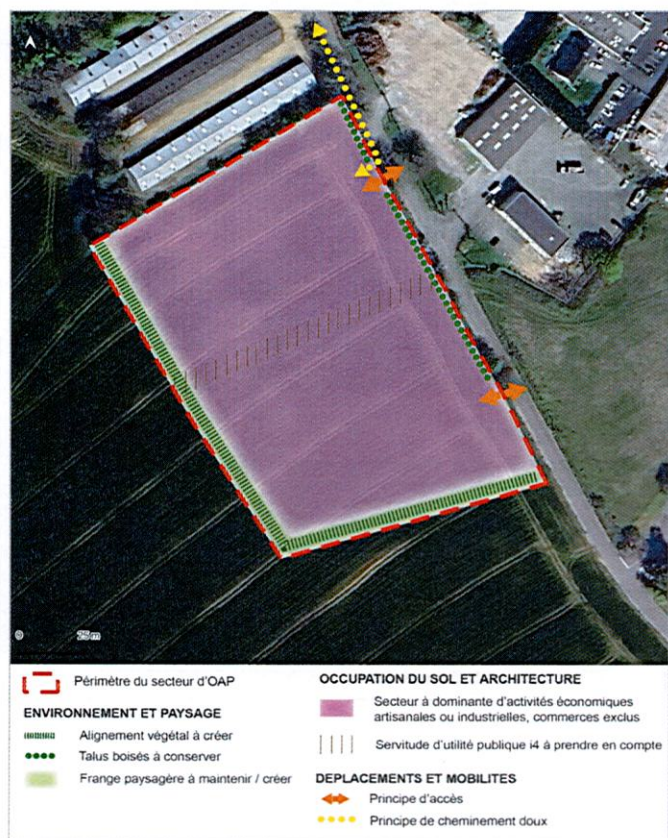 0 25 m
Périmètre du secteur d'OAP
ENVIRONNEMENT ET PAYSAGE
Alignement végétal à créer
Talus boisés à conserver
Frange paysagère à maintenir / créer
OCCUPATION DU SOL ET ARCHITECTURE
Secteur à dominante d'activités économiques
artisanales ou industrielles, commerces exclus
Servitude d'utilité publique i4 à prendre en compte
DEPLACEMENTS ET MOBILITES
Principe d'accès
Principe de cheminement doux